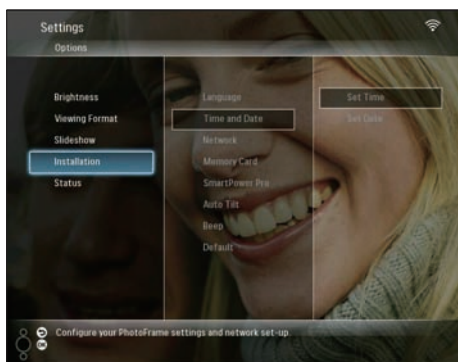 Settings
Options
Brightness
Viewing Format
Slideshow
Installation
Status
Language
Time and Date
Network
Memory Card
SmartPower Pro
Auto Tilt
Beep
Default
Set Time
Set Date
OK
Configure your PhotoFrame settings and network set-up.